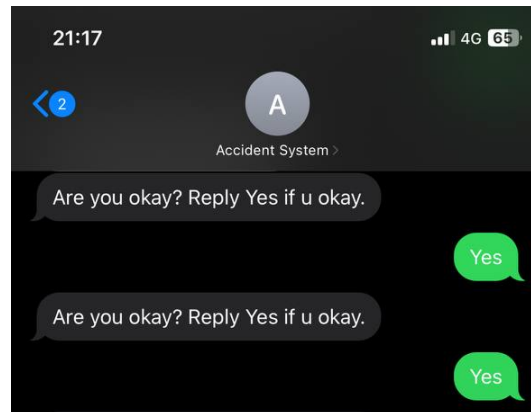 21:17
4G 65
2
A
Accident System
Are you okay? Reply Yes if u okay.
Yes
Are you okay? Reply Yes if u okay.
Yes